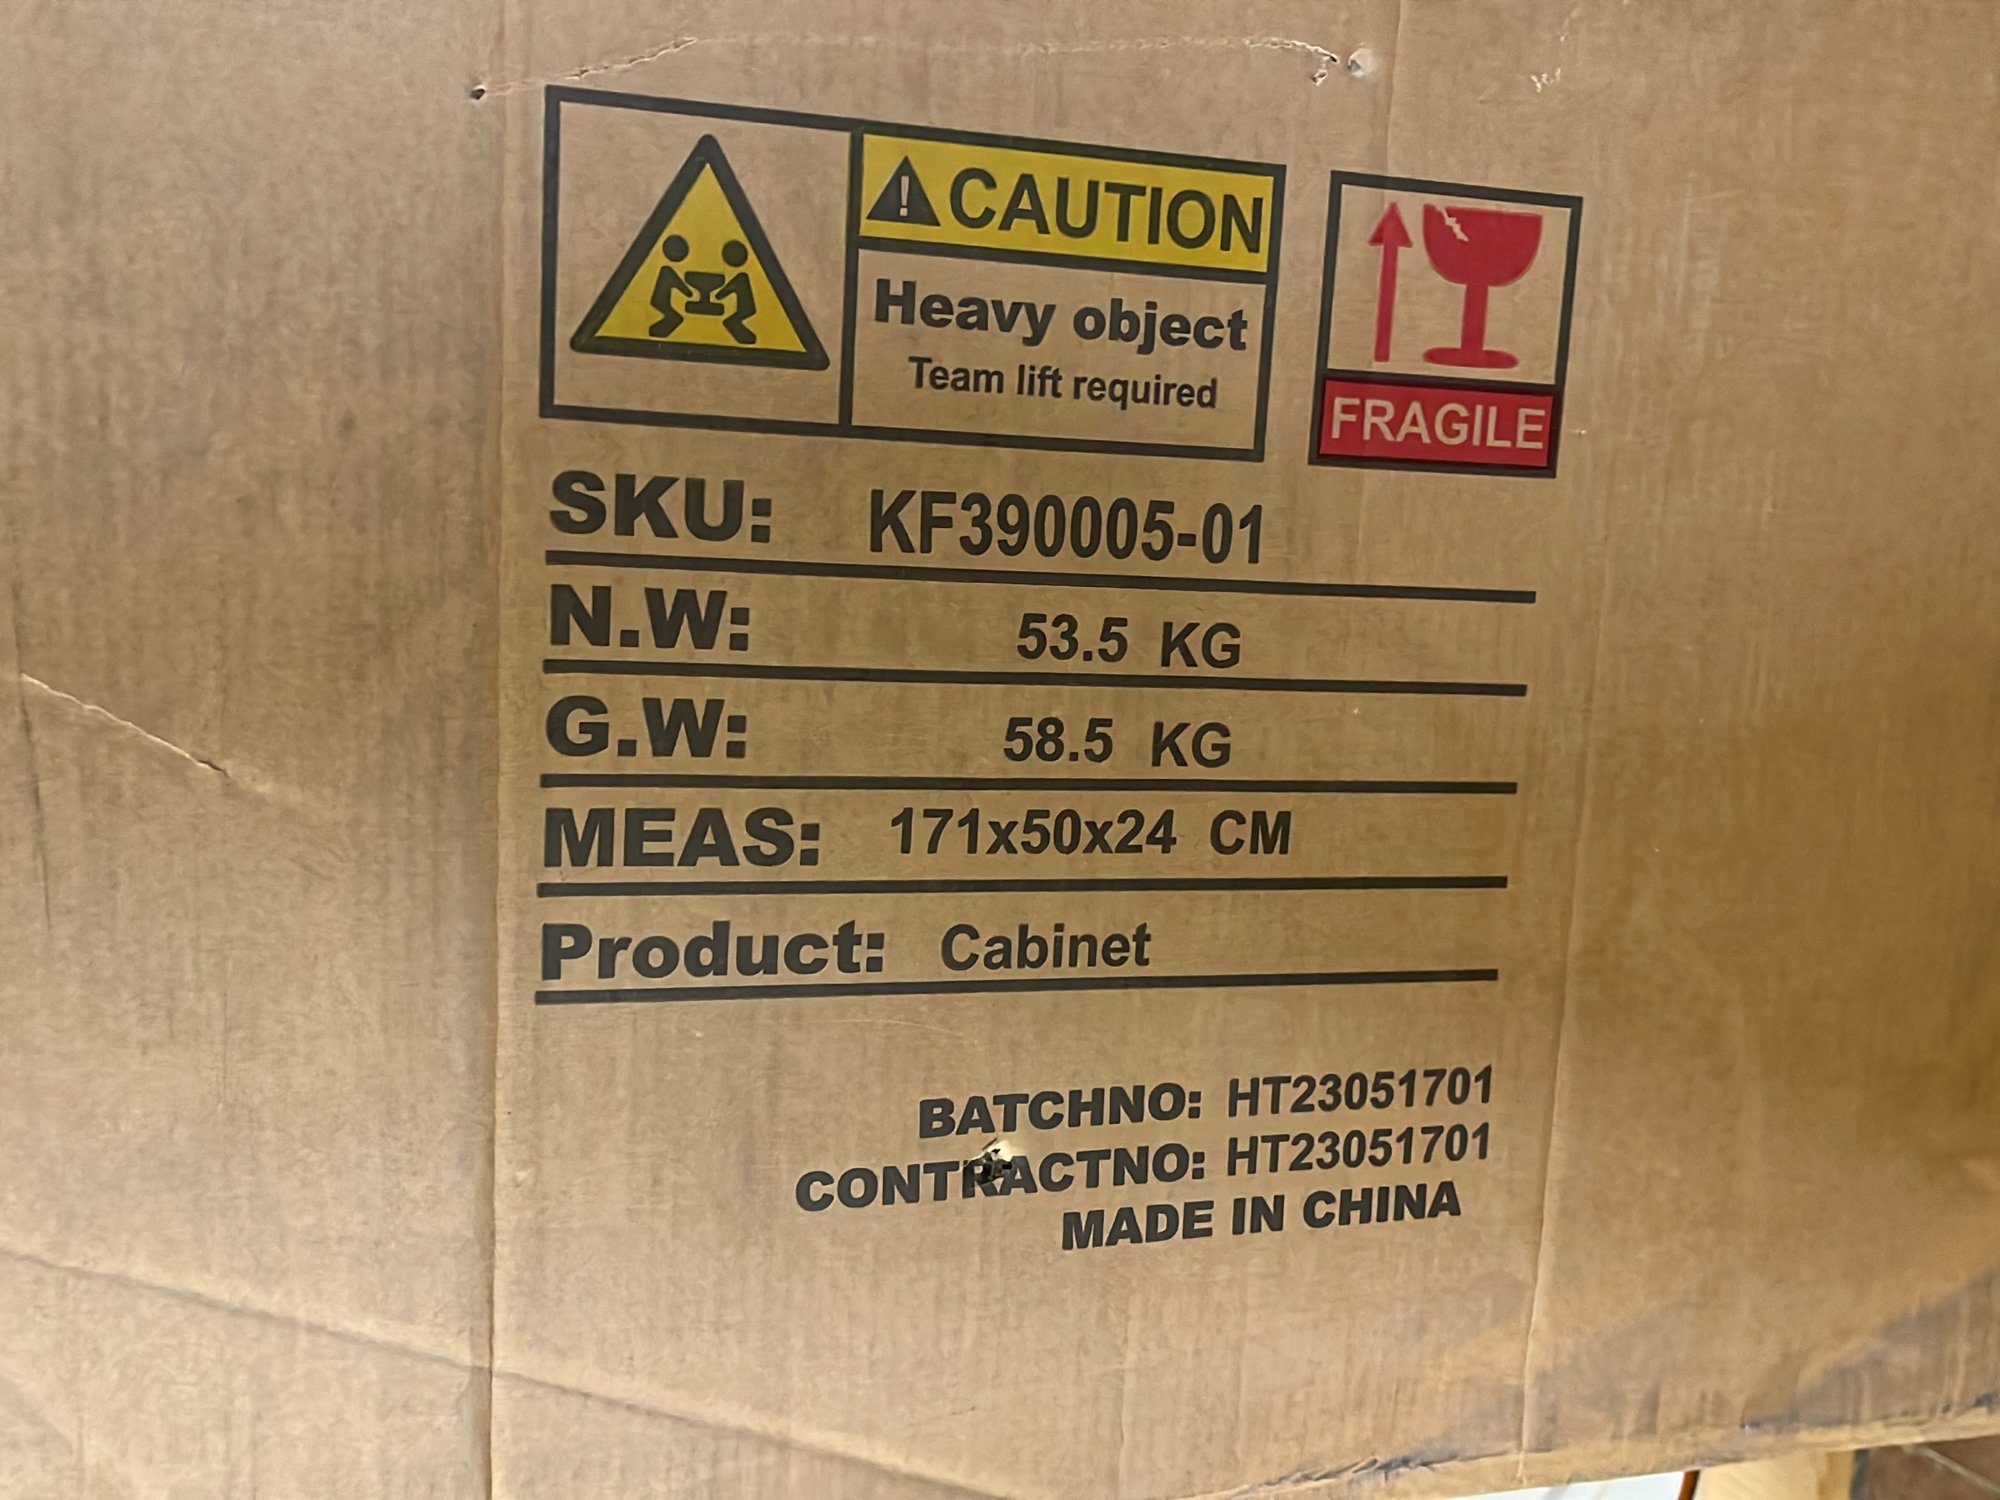 CAUTION
Heavy object
Team lift required
FRAGILE
SKU: KF390005-01
N.W: 53.5 KG
G.W: 58.5 KG
MEAS: 171x50x24 CM
Product: Cabinet
BATCHNO: HT23051701
CONTRACTNO: HT23051701
MADE IN CHINA